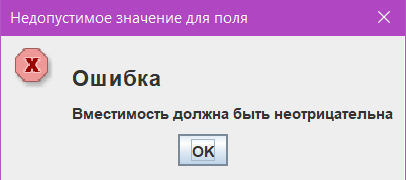 Недопустимое значение для поля
Ошибка
Вместимость должна быть неотрицательна
OK